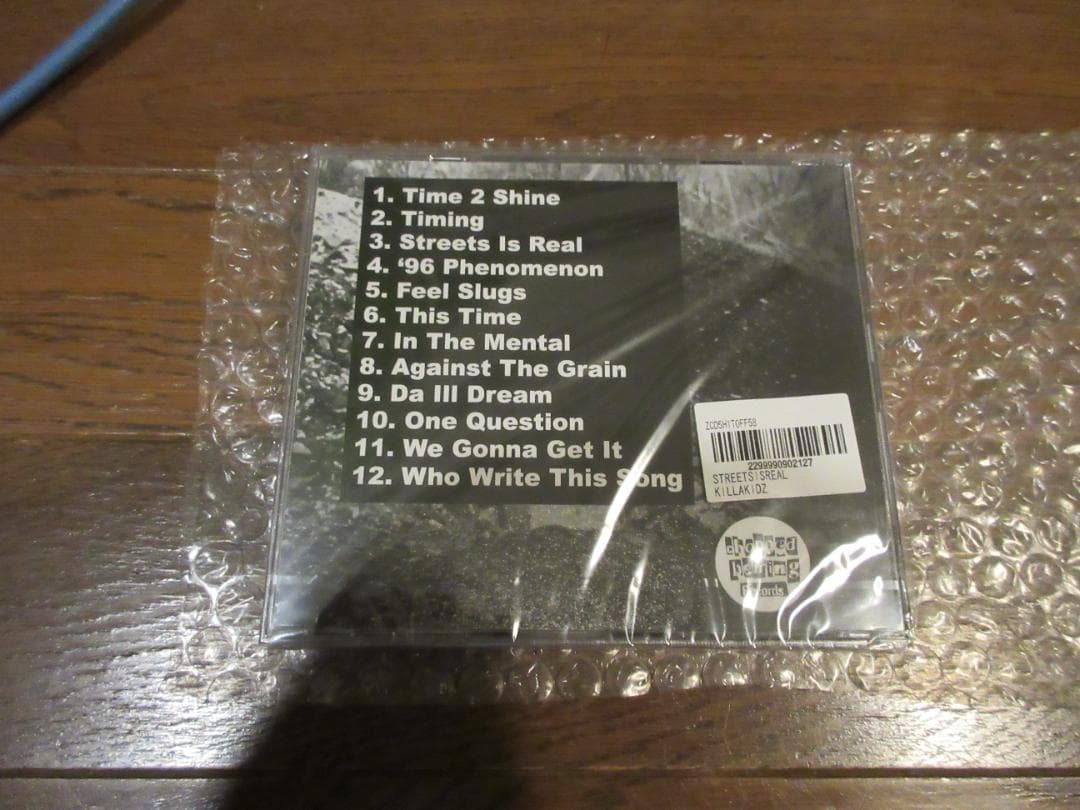 1. Time 2 Shine
2. Timing
3. Streets Is Real
4. ‘96 Phenomenon
5. Feel Slugs
6. This Time
7. In The Mental
8. Against The Grain
9. Da Ill Dream
10. One Question
11. We Gonna Get It
12. Who Write This Song
ZCDSHITOFF58
2299990902127
STREETSISREAL
KILLAKIDZ
chopped
herring
Records